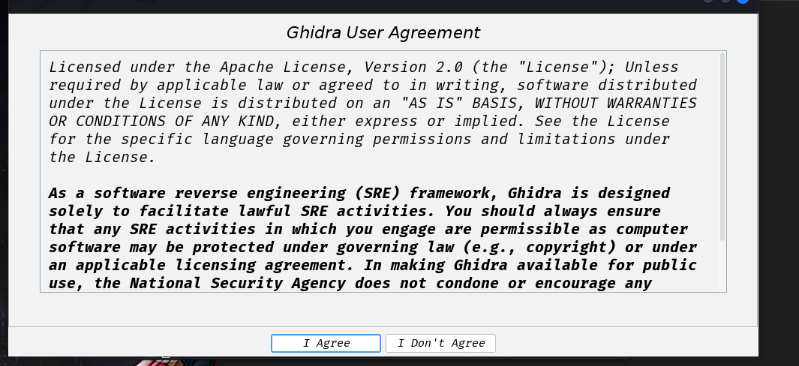 Ghidra User Agreement
Licensed under the Apache License, Version 2.0 (the "License"); Unless
required by applicable law or agreed to in writing, software distributed
under the License is distributed on an "AS IS" BASIS, WITHOUT WARRANTIES
OR CONDITIONS OF ANY KIND, either express or implied. See the License
for the specific language governing permissions and limitations under
the License.
As a software reverse engineering (SRE) framework, Ghidra is designed
solely to facilitate lawful SRE activities. You should always ensure
that any SRE activities in which you engage are permissible as computer
software may be protected under governing law (e.g., copyright) or under
an applicable licensing agreement. In making Ghidra available for public
use, the National Security Agency does not condone or encourage any
I Agree
I Don't Agree